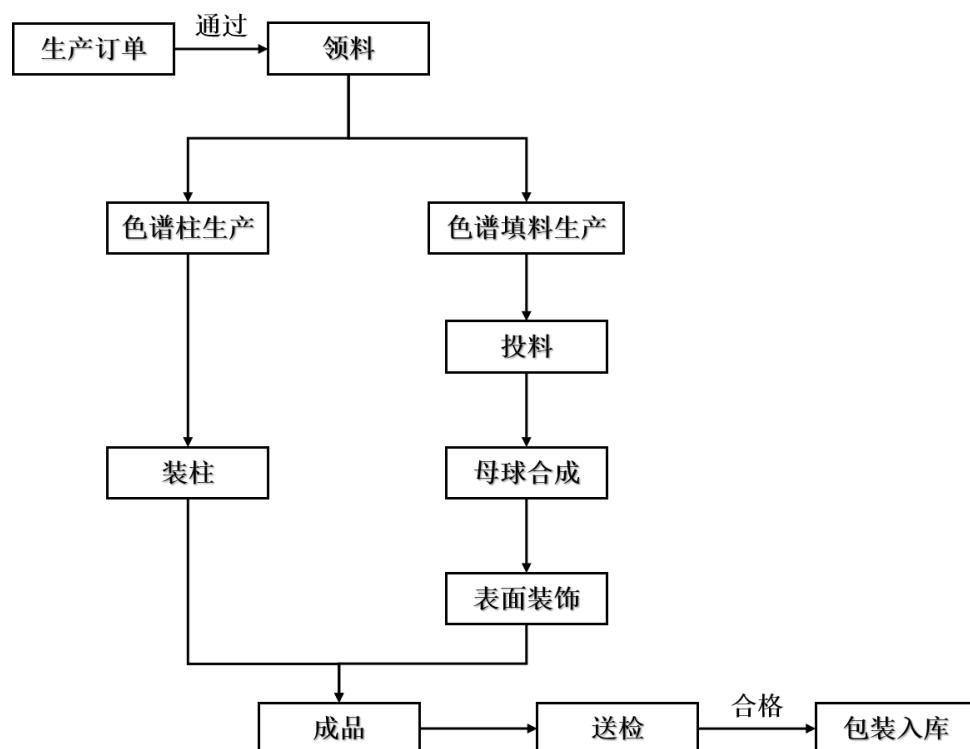 通过
生产订单
领料
色谱柱生产
色谱填料生产
投料
装柱
母球合成
表面装饰
合格
成品
送检
包装入库